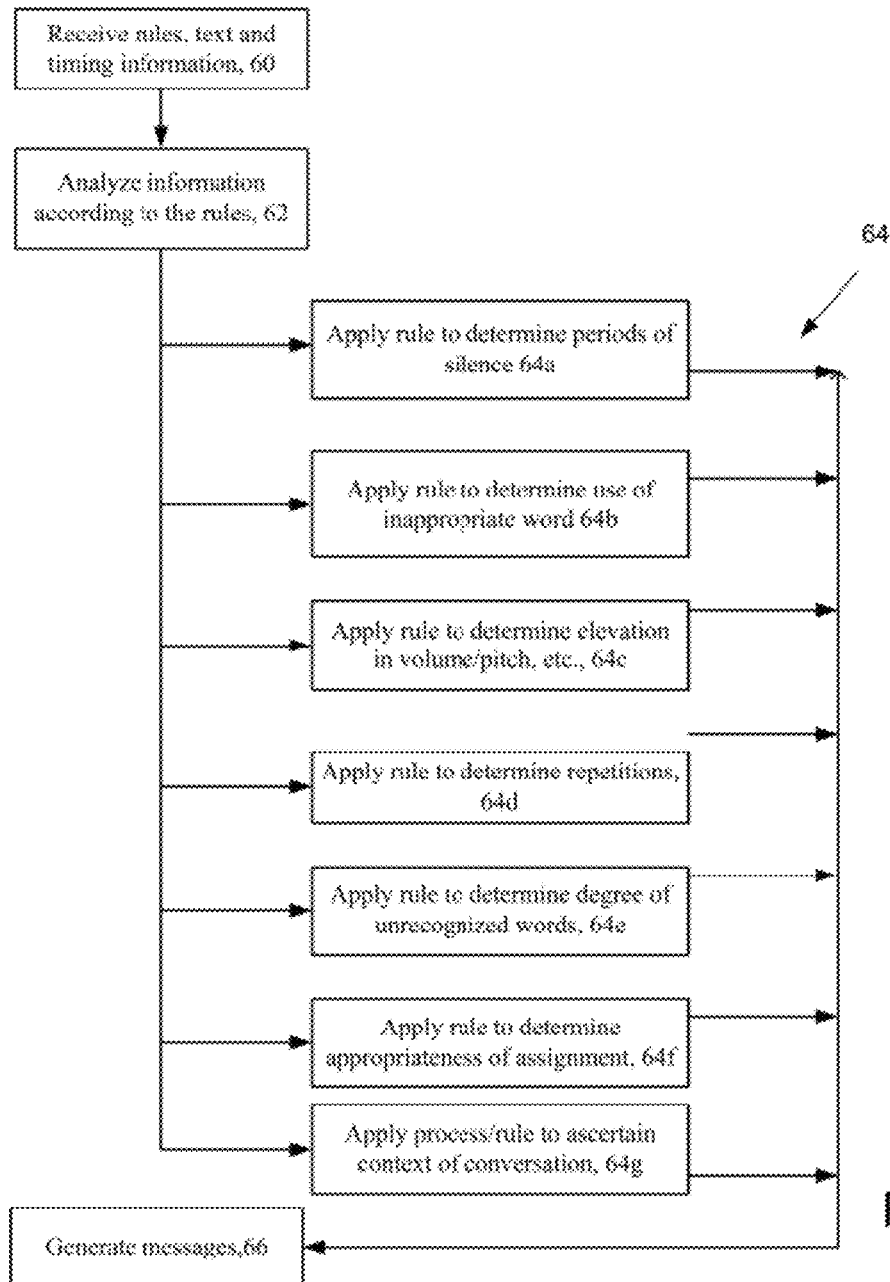 Receive rules, text and
timing information, 60
Analyze information
according to the rules, 62
64
Apply rule to determine periods of
silence 64a
Apply rule to determine use of
inappropriate word 64b
Apply rule to determine elevation
in volume/pitch, etc., 64c
Apply rule to determine repetitions,
64d
Apply rule to determine degree of
unrecognized words, 64e
Apply rule to determine
appropriateness of assignment, 64f
Apply process/rule to ascertain
context of conversation, 64g
Generate messages,66